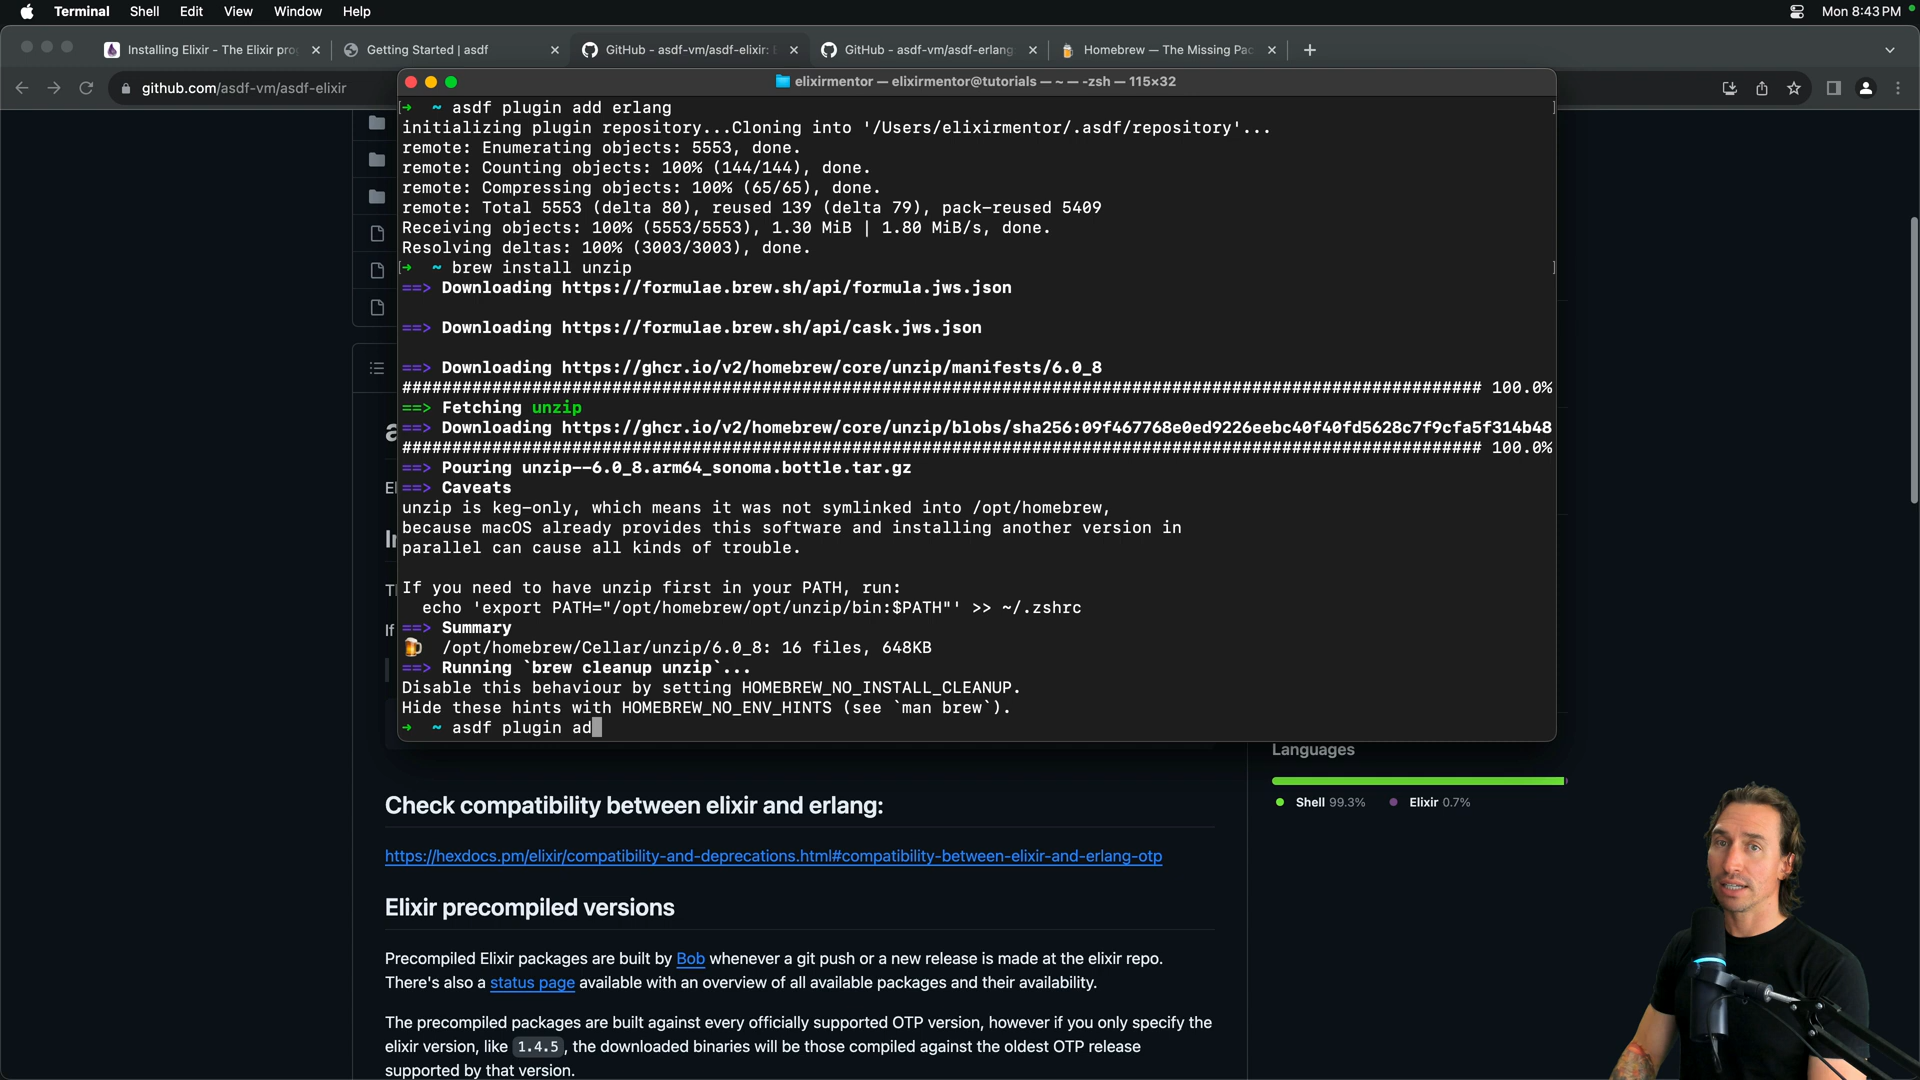 Terminal Shell Edit View Window Help Mon 8:43 PM
Installing Elixir - The Elixir pro
Getting Started | asdf
GitHub - asdf-vm/asdf-elixir:
GitHub - asdf-vm/asdf-erlang
Homebrew — The Missing Pac
github.com/asdf-vm/asdf-elixir
elixirmentor — elixirmentor@tutorials — ~ — -zsh — 115×32
➜ ~ asdf plugin add erlang
initializing plugin repository...Cloning into '/Users/elixirmentor/.asdf/repository'...
remote: Enumerating objects: 5553, done.
remote: Counting objects: 100% (144/144), done.
remote: Compressing objects: 100% (65/65), done.
remote: Total 5553 (delta 80), reused 139 (delta 79), pack-reused 5409
Receiving objects: 100% (5553/5553), 1.30 MiB | 1.80 MiB/s, done.
Resolving deltas: 100% (3003/3003), done.
➜ ~ brew install unzip
==> Downloading https://formulae.brew.sh/api/formula.jws.json
==> Downloading https://formulae.brew.sh/api/cask.jws.json
==> Downloading https://ghcr.io/v2/homebrew/core/unzip/manifests/6.0_8
############################################################################################################ 100.0%
==> Fetching unzip
==> Downloading https://ghcr.io/v2/homebrew/core/unzip/blobs/sha256:09f467768e0ed9226eebc40f40fd5628c7f9cfa5f314b48
############################################################################################################ 100.0%
==> Pouring unzip--6.0_8.arm64_sonoma.bottle.tar.gz
==> Caveats
unzip is keg-only, which means it was not symlinked into /opt/homebrew,
because macOS already provides this software and installing another version in
parallel can cause all kinds of trouble.
If you need to have unzip first in your PATH, run:
echo 'export PATH="/opt/homebrew/opt/unzip/bin:$PATH"' >> ~/.zshrc
==> Summary
🍺 /opt/homebrew/Cellar/unzip/6.0_8: 16 files, 648KB
==> Running `brew cleanup unzip`...
Disable this behaviour by setting HOMEBREW_NO_INSTALL_CLEANUP.
Hide these hints with HOMEBREW_NO_ENV_HINTS (see `man brew`).
➜ ~ asdf plugin ad
Languages
Shell 99.3% Elixir 0.7%
Check compatibility between elixir and erlang:
https://hexdocs.pm/elixir/compatibility-and-deprecations.html#compatibility-between-elixir-and-erlang-otp
Elixir precompiled versions
Precompiled Elixir packages are built by Bob whenever a git push or a new release is made at the elixir repo.
There's also a status page available with an overview of all available packages and their availability.
The precompiled packages are built against every officially supported OTP version, however if you only specify the
elixir version, like 1.4.5, the downloaded binaries will be those compiled against the oldest OTP release
supported by that version.